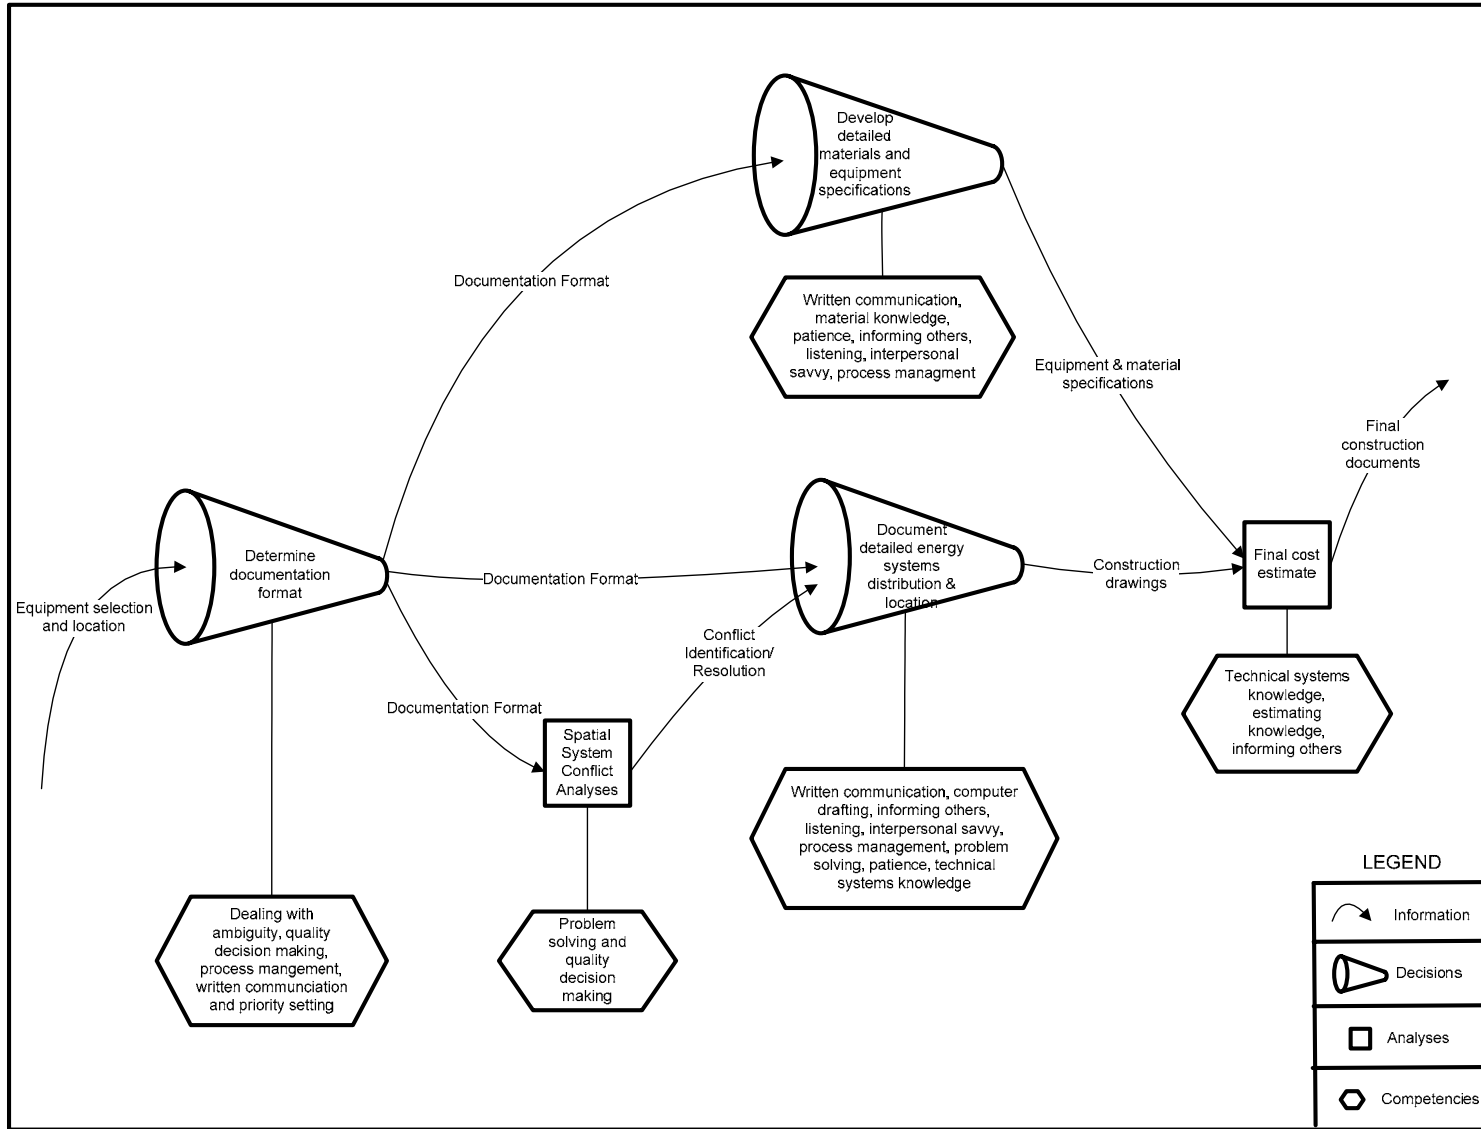 Develop
detailed
materials and
equipment
specifications
Documentation Format
Written communication,
material konwledge,
patience, informing others,
listening, interpersonal
savvy, process managment
Equipment & material
specifications
Final
construction
documents
Equipment selection
and location
Determine
documentation
format
Documentation Format
Document
detailed energy
systems
distribution &
location
Construction
drawings
Final cost
estimate
Conflict
Identification/
Resolution
Documentation Format
Spatial
System
Conflict
Analyses
Technical systems
knowledge,
estimating
knowledge,
informing others
Written communication, computer
drafting, informing others,
listening, interpersonal savvy,
process management, problem
solving, patience, technical
systems knowledge
Dealing with
ambiguity, quality
decision making,
process mangement,
written communciation
and priority setting
Problem
solving and
quality
decision
making
LEGEND
Information
Decisions
Analyses
Competencies